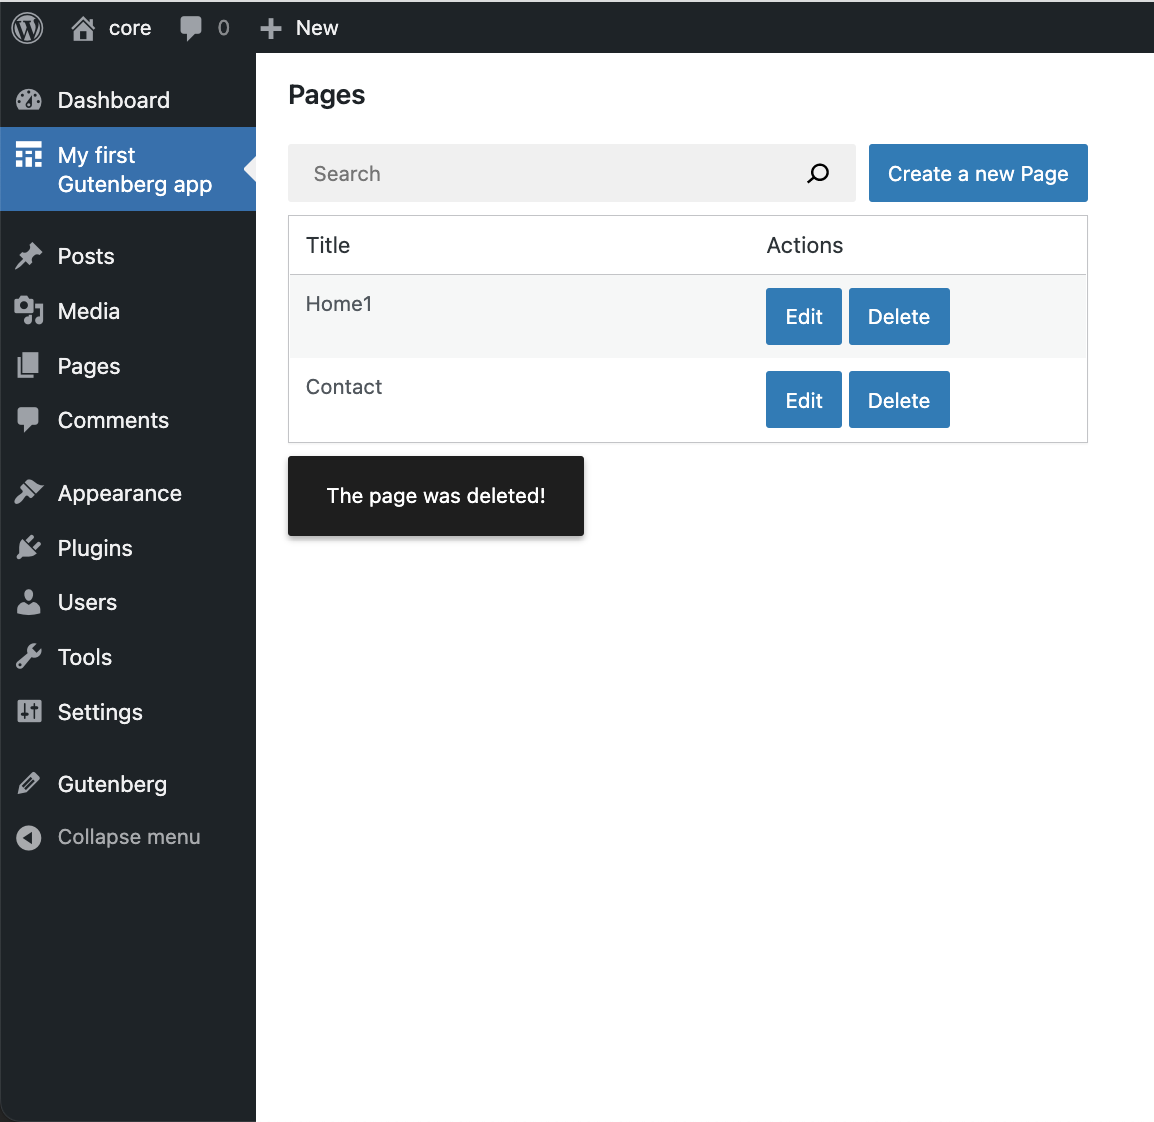 core
0
New
Dashboard
My first
Gutenberg app
Posts
Media
Pages
Comments
Appearance
Plugins
Users
Tools
Settings
Gutenberg
Collapse menu
Pages
Search
Create a new Page
Title Actions
Home1 Edit Delete
Contact Edit Delete
The page was deleted!